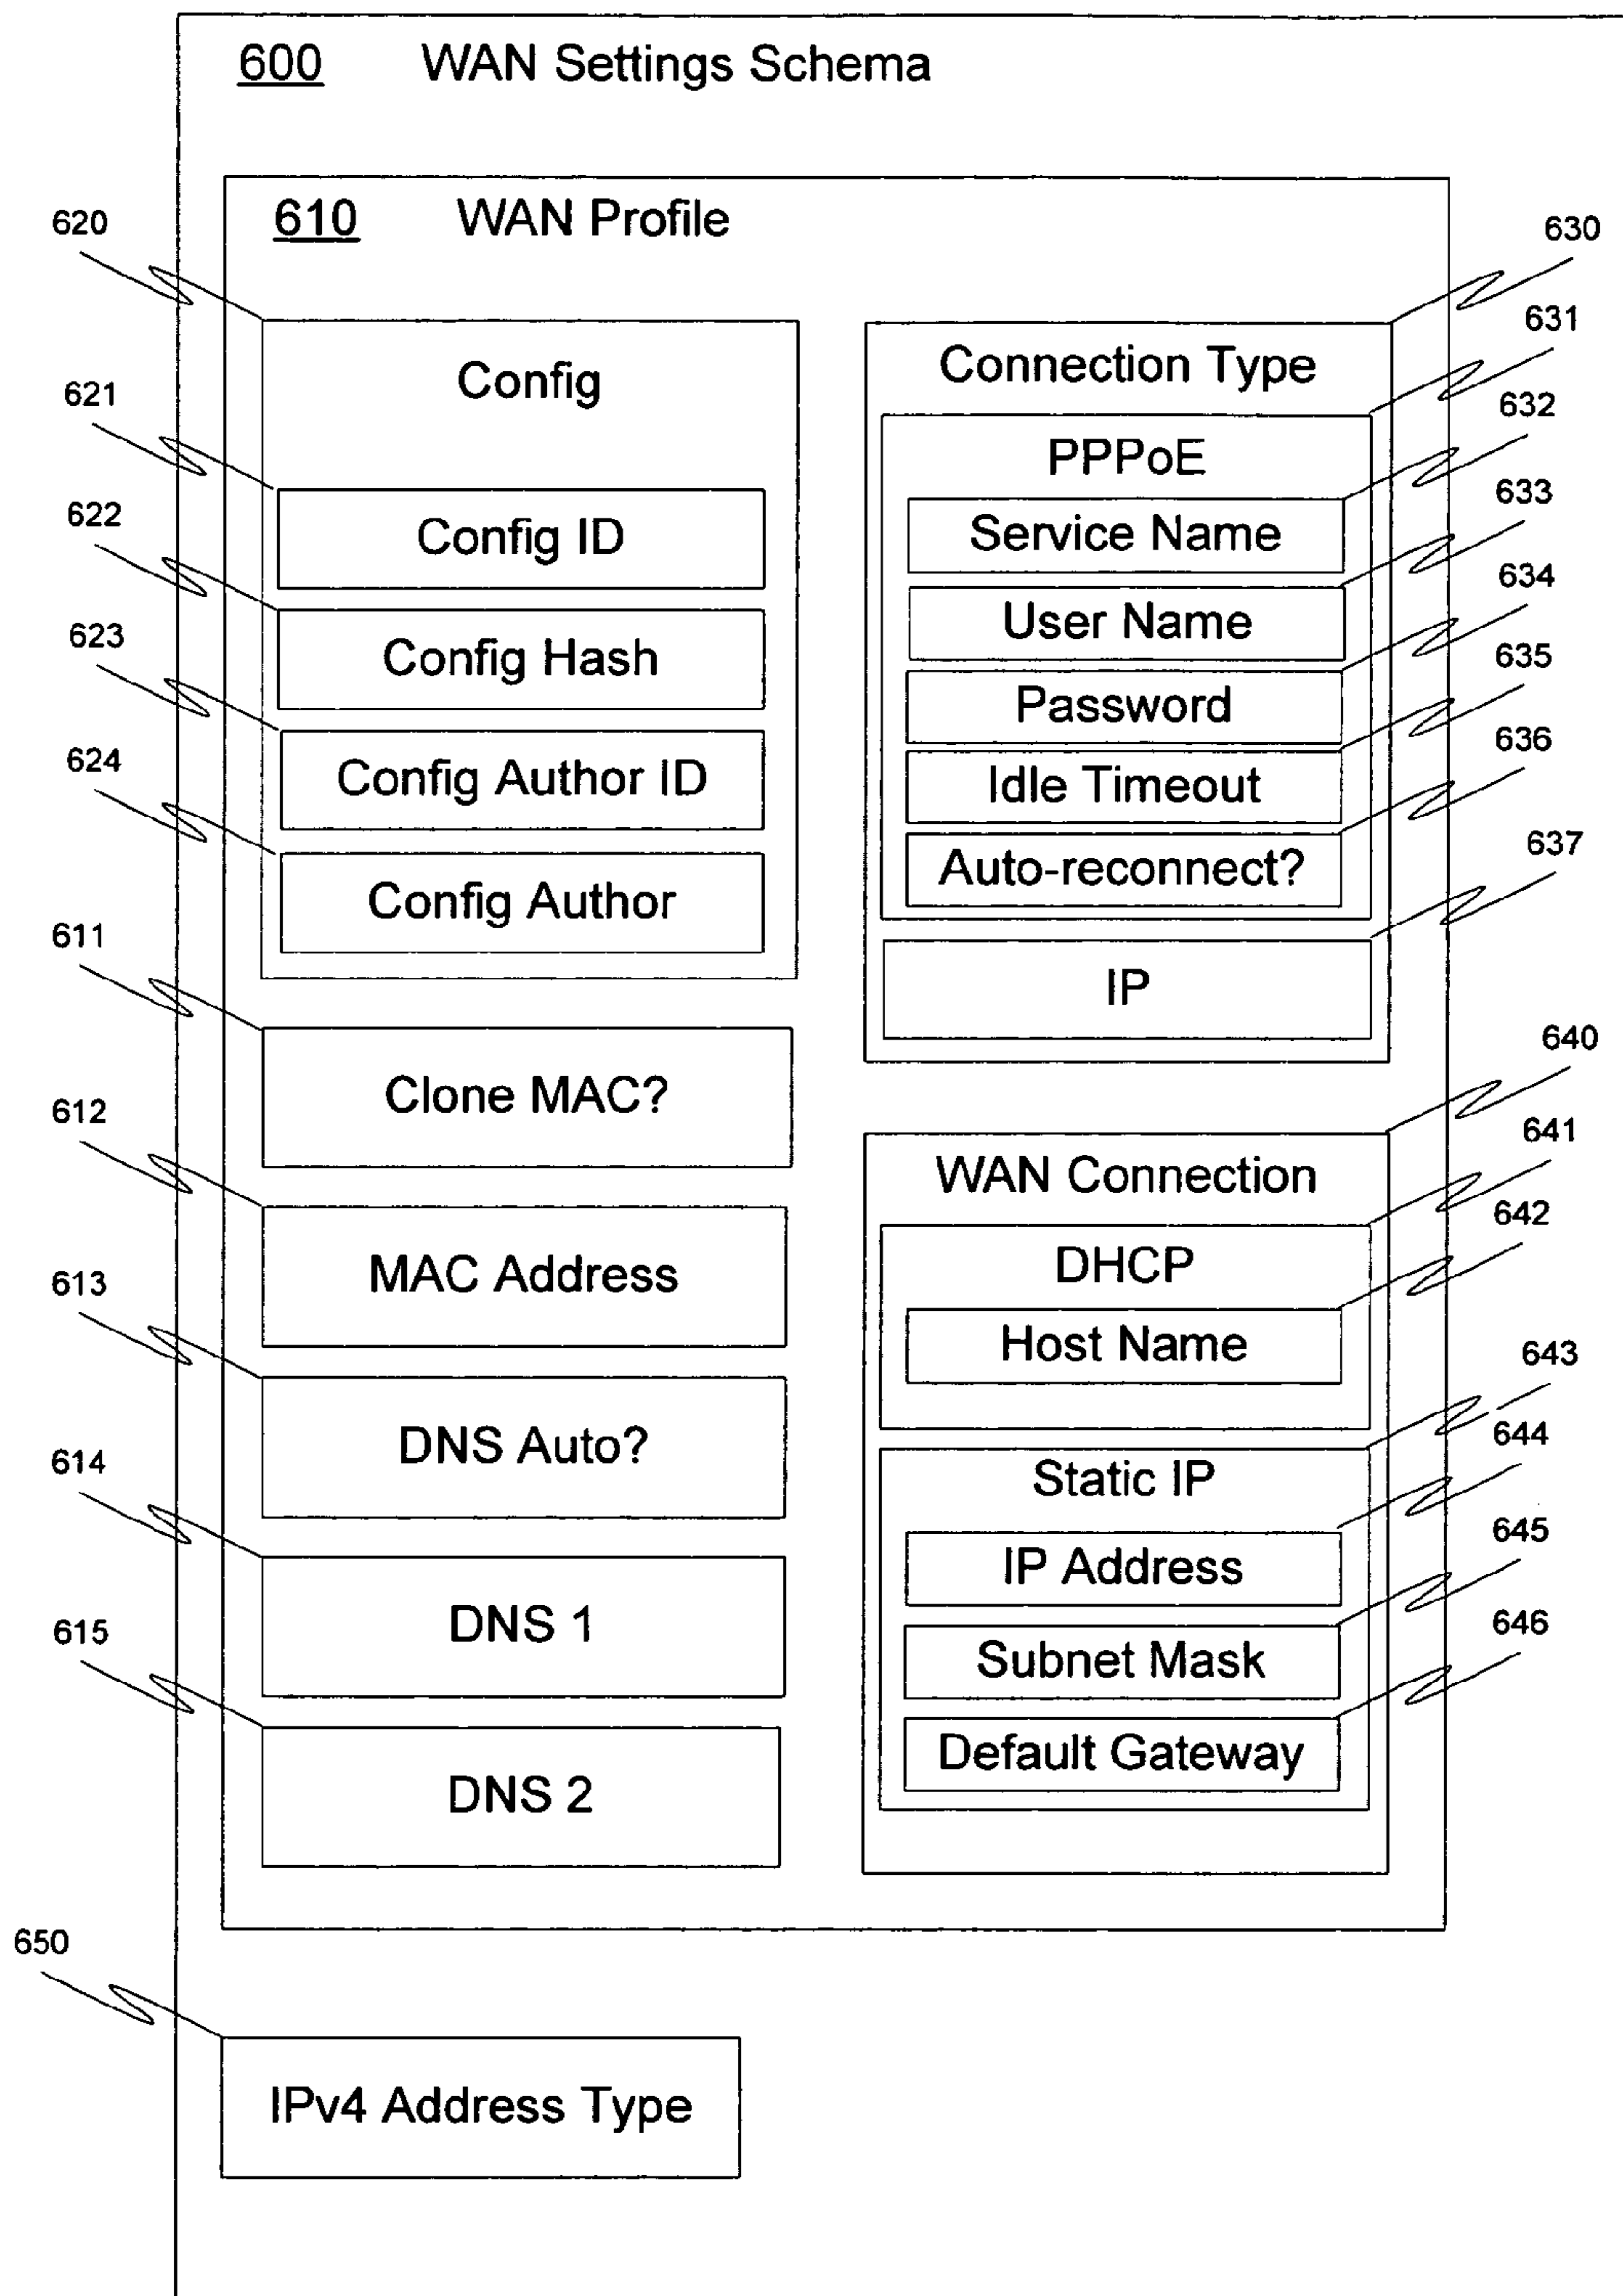 600 WAN Settings Schema
610 WAN Profile
620
Config
621
Config ID
622
Config Hash
623
Config Author ID
624
Config Author
611
Clone MAC?
612
MAC Address
613
DNS Auto?
614
DNS 1
615
DNS 2
630
Connection Type
631
PPPoE
632
Service Name
633
User Name
634
Password
635
Idle Timeout
636
Auto-reconnect?
637
IP
640
WAN Connection
641
DHCP
642
Host Name
643
Static IP
644
IP Address
645
Subnet Mask
646
Default Gateway
650
IPv4 Address Type